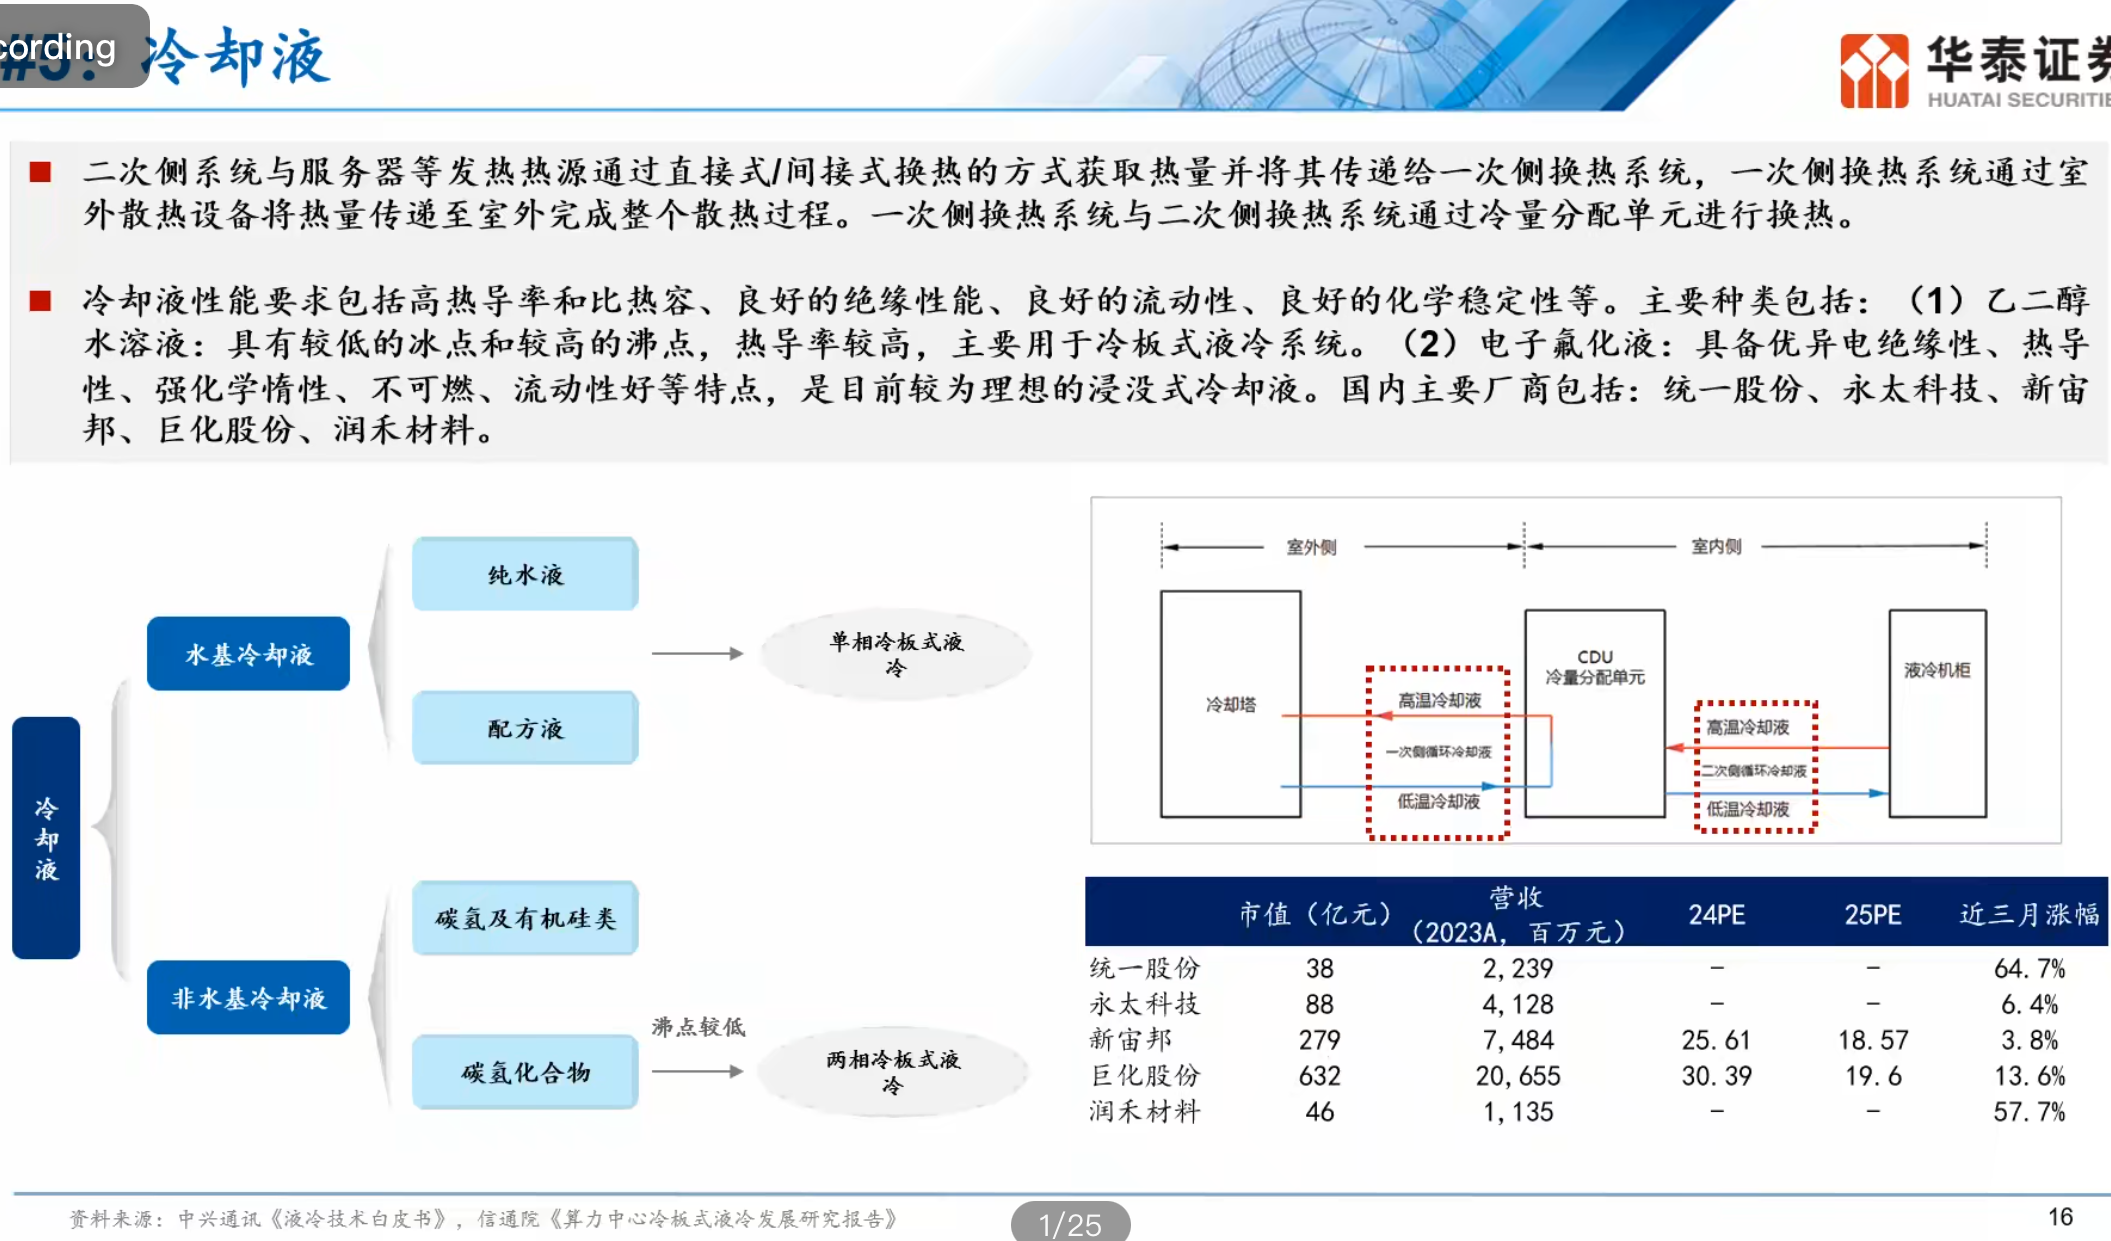 cording
#5：冷却液
华泰证券
HUATAI SECURITIE
二次侧系统与服务器等发热热源通过直接式/间接式换热的方式获取热量并将其传递给一次侧换热系统，一次侧换热系统通过室
外散热设备将热量传递至室外完成整个散热过程。一次侧换热系统与二次侧换热系统通过冷量分配单元进行换热。
冷却液性能要求包括高热导率和比热容、良好的绝缘性能、良好的流动性、良好的化学稳定性等。主要种类包括：（1）乙二醇
水溶液：具有较低的冰点和较高的沸点，热导率较高，主要用于冷板式液冷系统。（2）电子氟化液：具备优异电绝缘性、热导
性、强化学惰性、不可燃、流动性好等特点，是目前较为理想的浸没式冷却液。国内主要厂商包括：统一股份、永太科技、新宙
邦、巨化股份、润禾材料。
冷却液
水基冷却液
纯水液
配方液
单相冷板式液
冷
非水基冷却液
碳氢及有机硅类
碳氢化合物
沸点较低
两相冷板式液
冷
室外侧
室内侧
冷却塔
高温冷却液
一次侧循环冷却液
低温冷却液
CDU
冷量分配单元
高温冷却液
二次侧循环冷却液
低温冷却液
液冷机柜
市值（亿元） 营收（2023A，百万元） 24PE 25PE 近三月涨幅
统一股份 38 2,239 － － 64.7%
永太科技 88 4,128 － － 6.4%
新宙邦 279 7,484 25.61 18.57 3.8%
巨化股份 632 20,655 30.39 19.6 13.6%
润禾材料 46 1,135 － － 57.7%
资料来源：中兴通讯《液冷技术白皮书》，信通院《算力中心冷板式液冷发展研究报告》
1/25
16